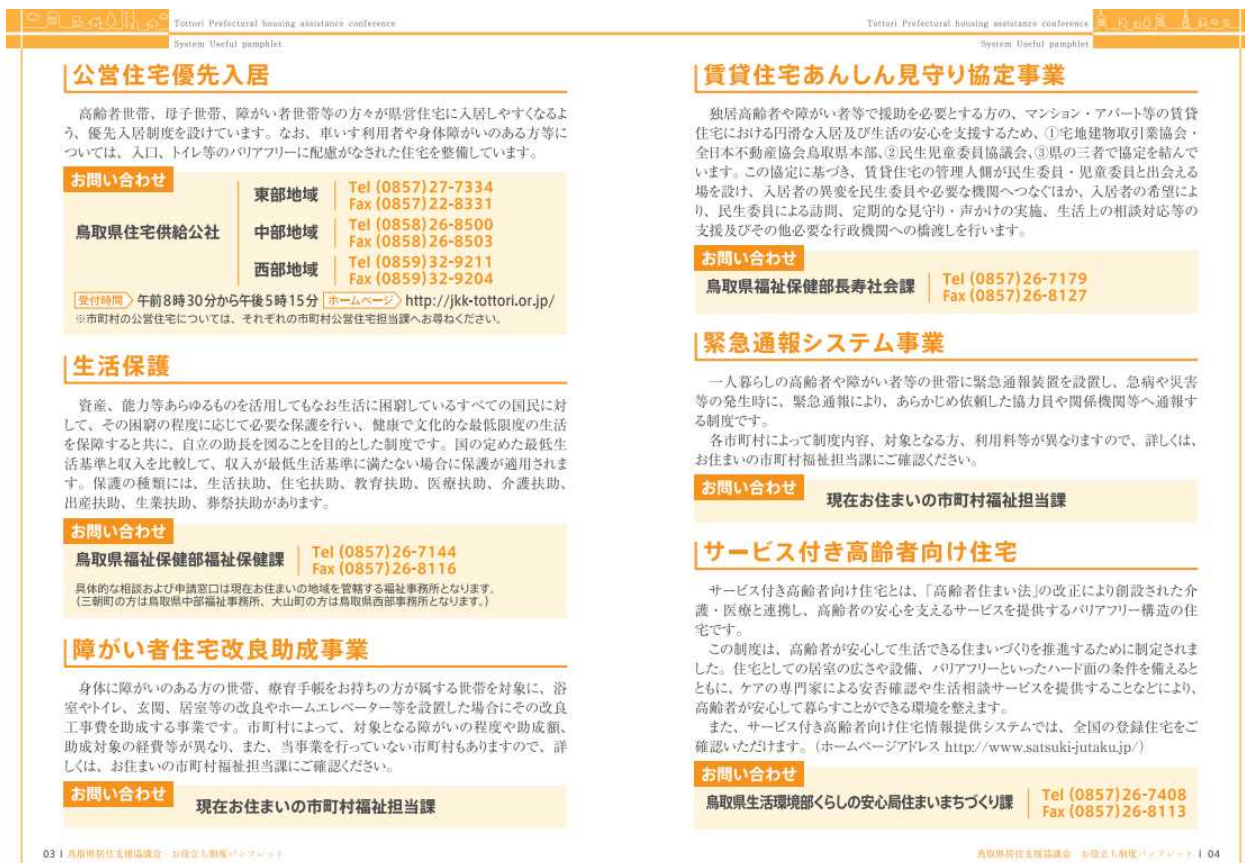 Tottori Prefectural housing assistance conference
System Useful pamphlet
公営住宅優先入居
高齢者世帯、母子世帯、障がい者世帯等の方々が県営住宅に入居しやすくなるよ
う、優先入居制度を設けています。なお、車いす利用者や身体障がいのある方等に
ついては、入口、トイレ等のバリアフリーに配慮がなされた住宅を整備しています。
お問い合わせ
鳥取県住宅供給公社
東部地域
Tel (0857)27-7334
Fax (0857)22-8331
中部地域
Tel (0858)26-8500
Fax (0858)26-8503
西部地域
Tel (0859)32-9211
Fax (0859)32-9204
受付時間 午前8時30分から午後5時15分 ホームページ http://jkk-tottori.or.jp/
※市町村の公営住宅については、それぞれの市町村公営住宅担当課へお尋ねください。
生活保護
資産、能力等あらゆるものを活用してもなお生活に困窮しているすべての国民に対
して、その困窮の程度に応じて必要な保護を行い、健康で文化的な最低限度の生活
を保障すると共に、自立の助長を図ることを目的とした制度です。国の定めた最低生
活基準と収入を比較して、収入が最低生活基準に満たない場合に保護が適用されま
す。保護の種類には、生活扶助、住宅扶助、教育扶助、医療扶助、介護扶助、
出産扶助、生業扶助、葬祭扶助があります。
お問い合わせ
鳥取県福祉保健部福祉保健課
Tel (0857)26-7144
Fax (0857)26-8116
具体的な相談および申請窓口は現在お住まいの地域を管轄する福祉事務所となります。
(三朝町の方は鳥取県中部福祉事務所、大山町の方は鳥取県西部事務所となります。)
障がい者住宅改良助成事業
身体に障がいのある方の世帯、療育手帳をお持ちの方が属する世帯を対象に、浴
室やトイレ、玄関、居室等の改良やホームエレベーター等を設置した場合にその改良
工事費を助成する事業です。市町村によって、対象となる障がいの程度や助成額、
助成対象の経費等が異なり、また、当事業を行っていない市町村もありますので、詳
しくは、お住まいの市町村福祉担当課にご確認ください。
お問い合わせ
現在お住まいの市町村福祉担当課
03 | 鳥取県居住支援協議会 お役立ち制度パンフレット
Tottori Prefectural housing assistance conference
System Useful pamphlet
賃貸住宅あんしん見守り協定事業
独居高齢者や障がい者等で援助を必要とする方の、マンション・アパート等の賃貸
住宅における円滑な入居及び生活の安心を支援するため、①宅地建物取引業協会・
全日本不動産協会鳥取県本部、②民生児童委員協議会、③県の三者で協定を結んで
います。この協定に基づき、賃貸住宅の管理人側が民生委員・児童委員と出会える
場を設け、入居者の異変を民生委員や必要な機関へつなぐほか、入居者の希望によ
り、民生委員による訪問、定期的な見守り・声かけの実施、生活上の相談対応等の
支援及びその他必要な行政機関への橋渡しを行います。
お問い合わせ
鳥取県福祉保健部長寿社会課
Tel (0857)26-7179
Fax (0857)26-8127
緊急通報システム事業
一人暮らしの高齢者や障がい者等の世帯に緊急通報装置を設置し、急病や災害
等の発生時に、緊急通報により、あらかじめ依頼した協力員や関係機関等へ通報す
る制度です。
各市町村によって制度内容、対象となる方、利用料等が異なりますので、詳しくは、
お住まいの市町村福祉担当課にご確認ください。
お問い合わせ
現在お住まいの市町村福祉担当課
サービス付き高齢者向け住宅
サービス付き高齢者向け住宅とは、「高齢者住まい法」の改正により創設された介
護・医療と連携し、高齢者の安心を支えるサービスを提供するバリアフリー構造の住
宅です。
この制度は、高齢者が安心して生活できる住まいづくりを推進するために制定されま
した。住宅としての居室の広さや設備、バリアフリーといったハード面の条件を備えると
ともに、ケアの専門家による安否確認や生活相談サービスを提供することなどにより、
高齢者が安心して暮らすことができる環境を整えます。
また、サービス付き高齢者向け住宅情報提供システムでは、全国の登録住宅をご
確認いただけます。(ホームページアドレス http://www.satsuki-jutaku.jp/)
お問い合わせ
鳥取県生活環境部くらしの安心局住まいまちづくり課
Tel (0857)26-7408
Fax (0857)26-8113
鳥取県居住支援協議会 お役立ち制度パンフレット | 04